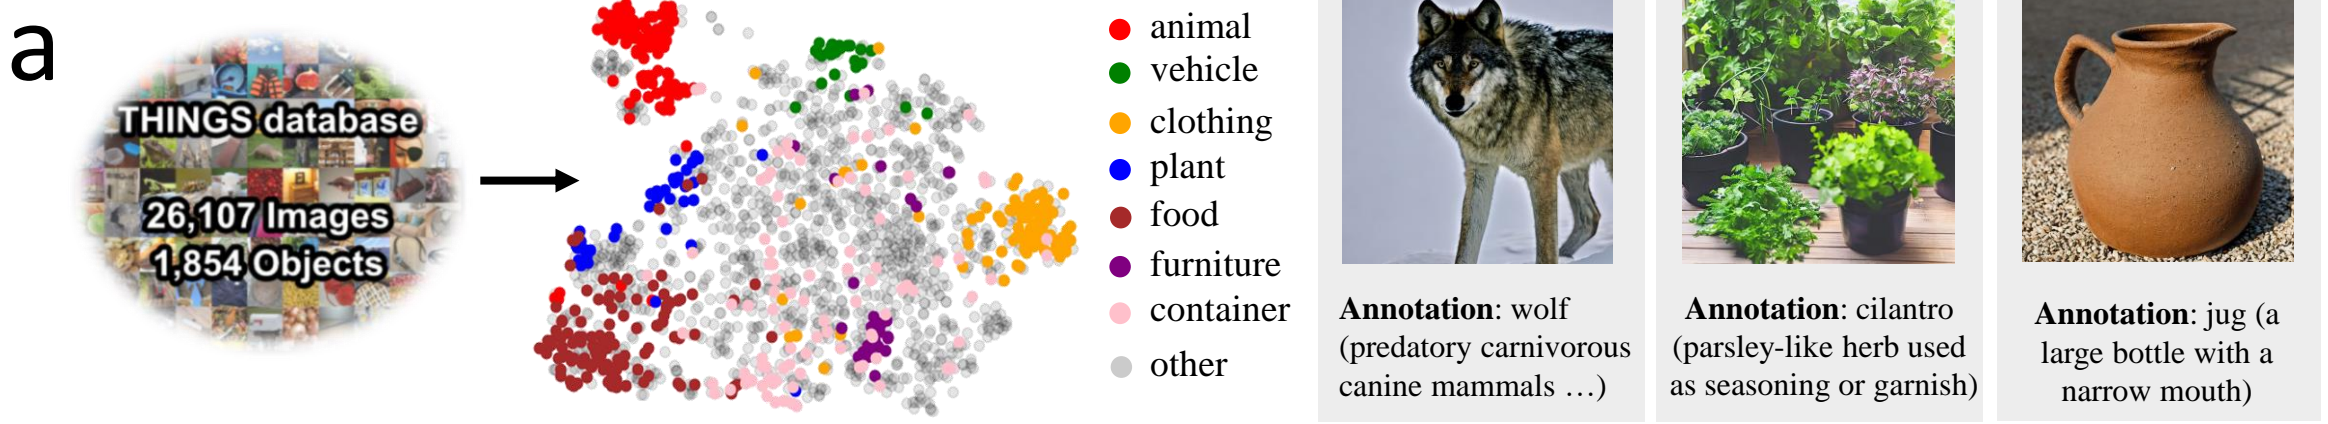 a
THINGS database
26,107 Images
1,854 Objects
animal
vehicle
clothing
plant
food
furniture
container
other
Annotation: wolf
(predatory carnivorous
canine mammals …)
Annotation: cilantro
(parsley-like herb used
as seasoning or garnish)
Annotation: jug (a
large bottle with a
narrow mouth)